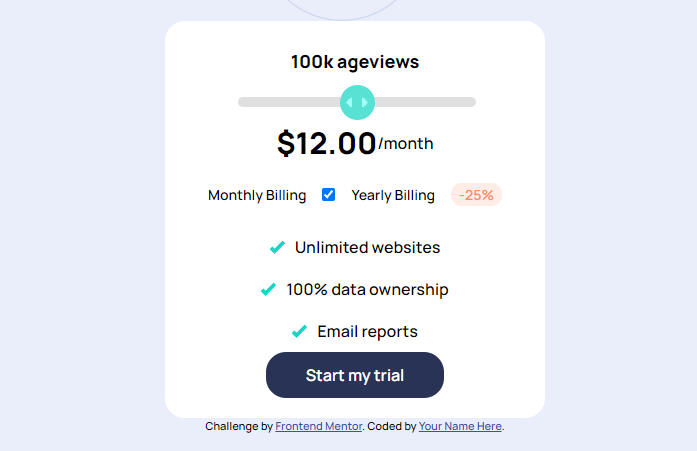 100k ageviews
$12.00/month
Monthly Billing Yearly Billing -25%
Unlimited websites
100% data ownership
Email reports
Start my trial
Challenge by Frontend Mentor. Coded by Your Name Here.